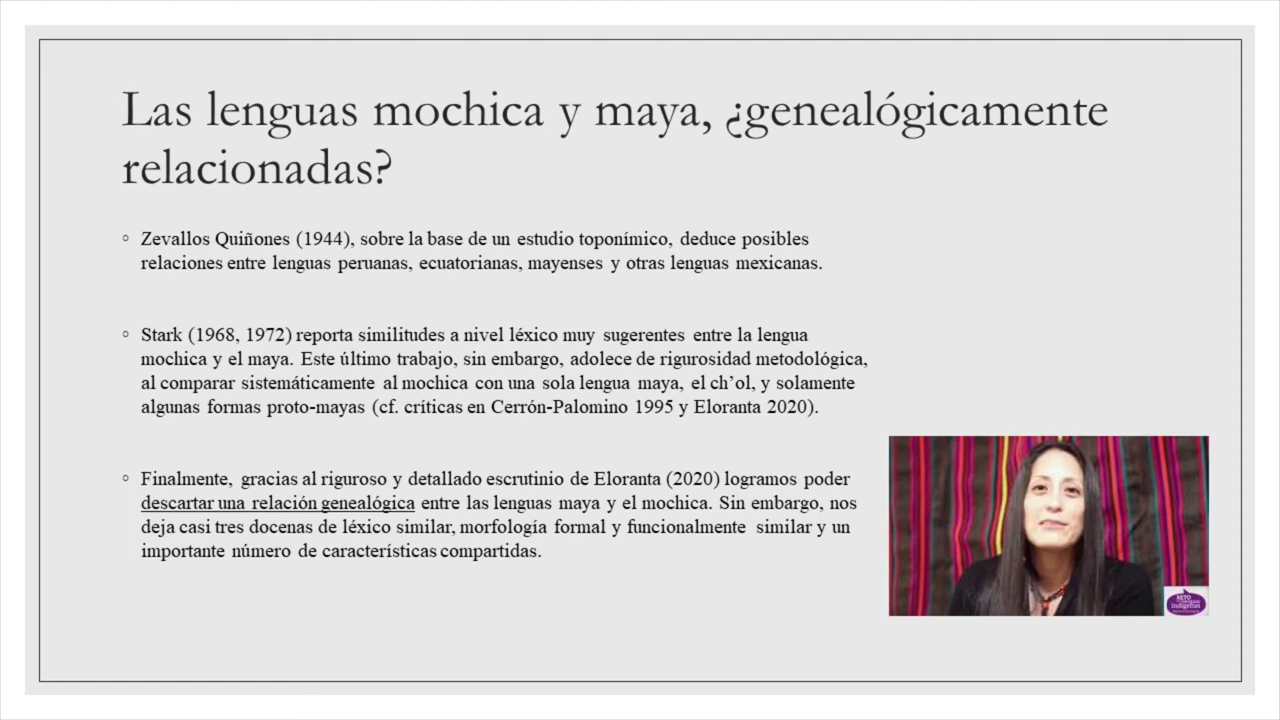 Las lenguas mochica y maya, ¿genealógicamente
relacionadas?
◦ Zevallos Quiñones (1944), sobre la base de un estudio toponímico, deduce posibles
relaciones entre lenguas peruanas, ecuatorianas, mayenses y otras lenguas mexicanas.
◦ Stark (1968, 1972) reporta similitudes a nivel léxico muy sugerentes entre la lengua
mochica y el maya. Este último trabajo, sin embargo, adolece de rigurosidad metodológica,
al comparar sistemáticamente al mochica con una sola lengua maya, el ch’ol, y solamente
algunas formas proto-mayas (cf. críticas en Cerrón-Palomino 1995 y Eloranta 2020).
◦ Finalmente, gracias al riguroso y detallado escrutinio de Eloranta (2020) logramos poder
descartar una relación genealógica entre las lenguas maya y el mochica. Sin embargo, nos
deja casi tres docenas de léxico similar, morfología formal y funcionalmente similar y un
importante número de características compartidas.
RETO
indígenas